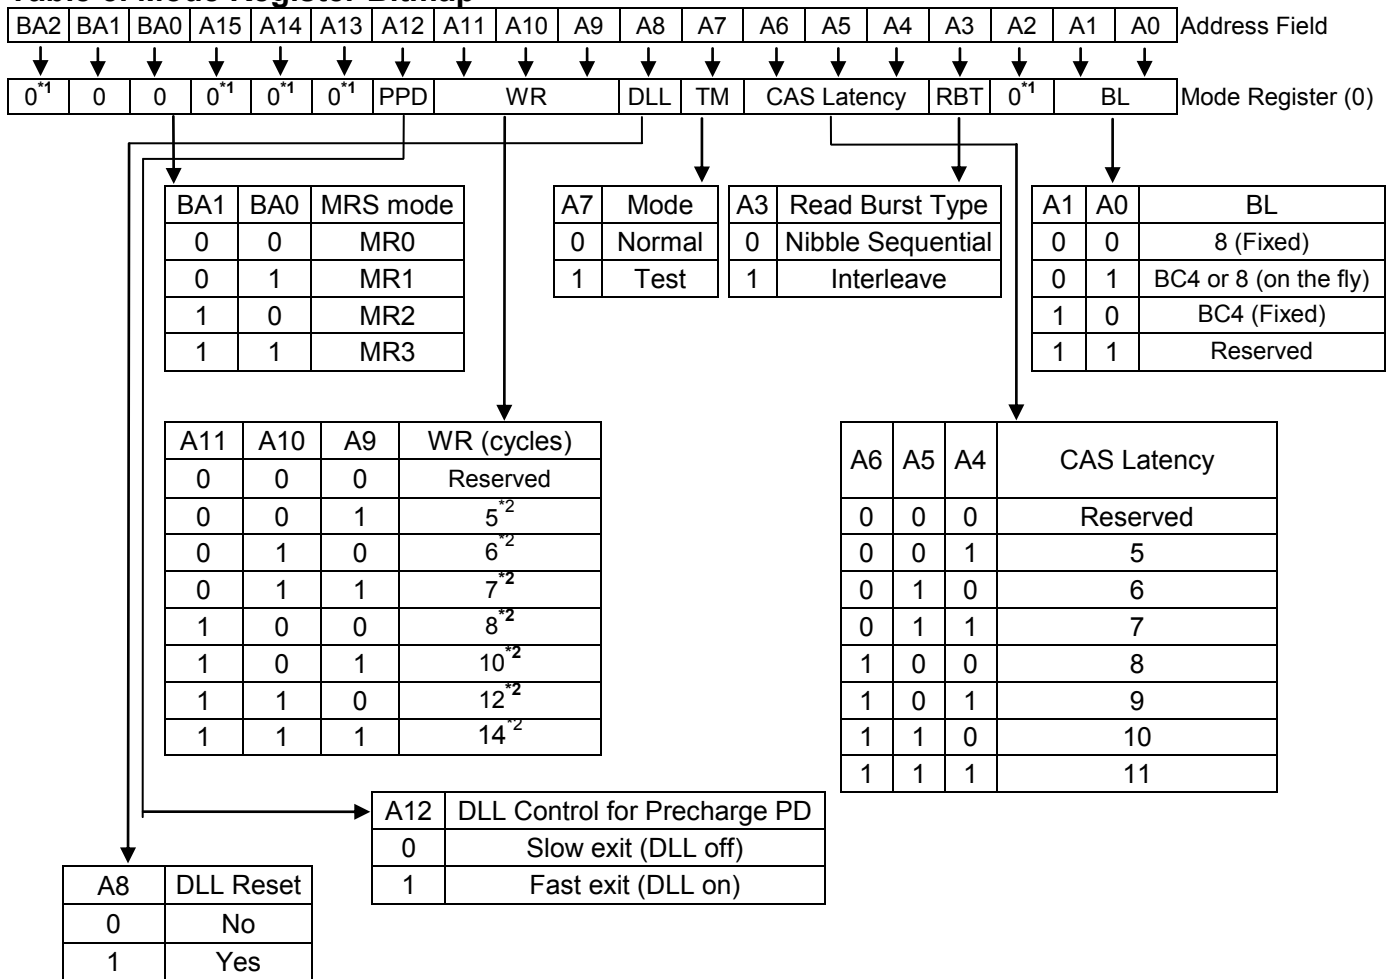 BA2 BA1 BA0 A15 A14 A13 A12 A11 A10 A9 A8 A7 A6 A5 A4 A3 A2 A1 A0 Address Field
0*1 0 0 0*1 0*1 0*1 PPD WR DLL TM CAS Latency RBT 0*1 BL Mode Register (0)
BA1 BA0 MRS mode
0 0 MR0
0 1 MR1
1 0 MR2
1 1 MR3
A7 Mode
0 Normal
1 Test
A3 Read Burst Type
0 Nibble Sequential
1 Interleave
A1 A0 BL
0 0 8 (Fixed)
0 1 BC4 or 8 (on the fly)
1 0 BC4 (Fixed)
1 1 Reserved
A11 A10 A9 WR (cycles)
0 0 0 Reserved
0 0 1 5*2
0 1 0 6*2
0 1 1 7*2
1 0 0 8*2
1 0 1 10*2
1 1 0 12*2
1 1 1 14*2
A6 A5 A4 CAS Latency
0 0 0 Reserved
0 0 1 5
0 1 0 6
0 1 1 7
1 0 0 8
1 0 1 9
1 1 0 10
1 1 1 11
A12 DLL Control for Precharge PD
0 Slow exit (DLL off)
1 Fast exit (DLL on)
A8 DLL Reset
0 No
1 Yes